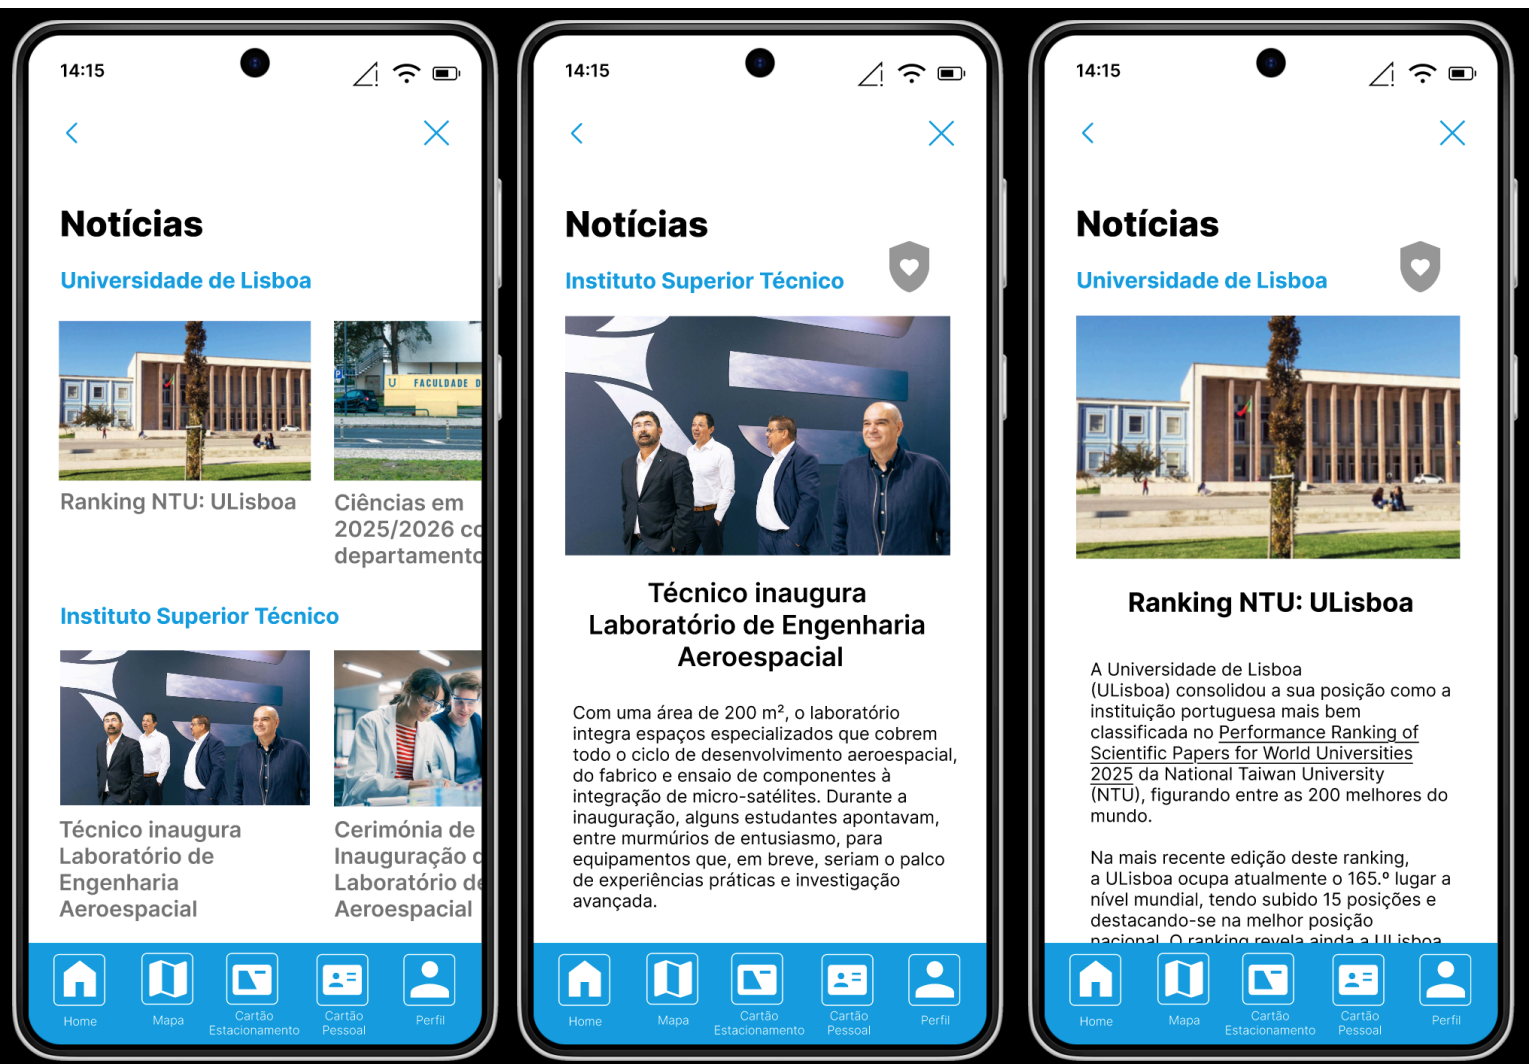 14:15
Notícias
Universidade de Lisboa
FACULDADE D
Ranking NTU: ULisboa
Ciências em
2025/2026 co
departamento
Instituto Superior Técnico
Técnico inaugura
Laboratório de
Engenharia
Aeroespacial
Cerimónia de
Inauguração d
Laboratório de
Aeroespacial
Home
Mapa
Cartão
Estacionamento
Cartão
Pessoal
Perfil
14:15
Notícias
Instituto Superior Técnico
Técnico inaugura
Laboratório de Engenharia
Aeroespacial
Com uma área de 200 m², o laboratório
integra espaços especializados que cobrem
todo o ciclo de desenvolvimento aeroespacial,
do fabrico e ensaio de componentes à
integração de micro-satélites. Durante a
inauguração, alguns estudantes apontavam,
entre murmúrios de entusiasmo, para
equipamentos que, em breve, seriam o palco
de experiências práticas e investigação
avançada.
Home
Mapa
Cartão
Estacionamento
Cartão
Pessoal
Perfil
14:15
Notícias
Universidade de Lisboa
Ranking NTU: ULisboa
A Universidade de Lisboa
(ULisboa) consolidou a sua posição como a
instituição portuguesa mais bem
classificada no Performance Ranking of
Scientific Papers for World Universities
2025 da National Taiwan University
(NTU), figurando entre as 200 melhores do
mundo.
Na mais recente edição deste ranking,
a ULisboa ocupa atualmente o 165.º lugar a
nível mundial, tendo subido 15 posições e
destacando-se na melhor posição
nacional. O ranking revela ainda a ULisboa
Home
Mapa
Cartão
Estacionamento
Cartão
Pessoal
Perfil